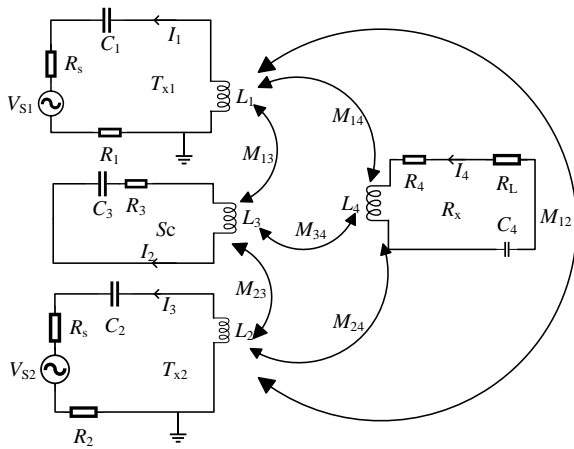 C1
I1
Rs
Tx1
VS1
L1
R1
M14
M13
C3
R3
Sc
L3
I2
L4
R4
I4
RL
Rx
C4
M12
M34
M23
I3
C2
Rs
L2
VS2
Tx2
M24
R2